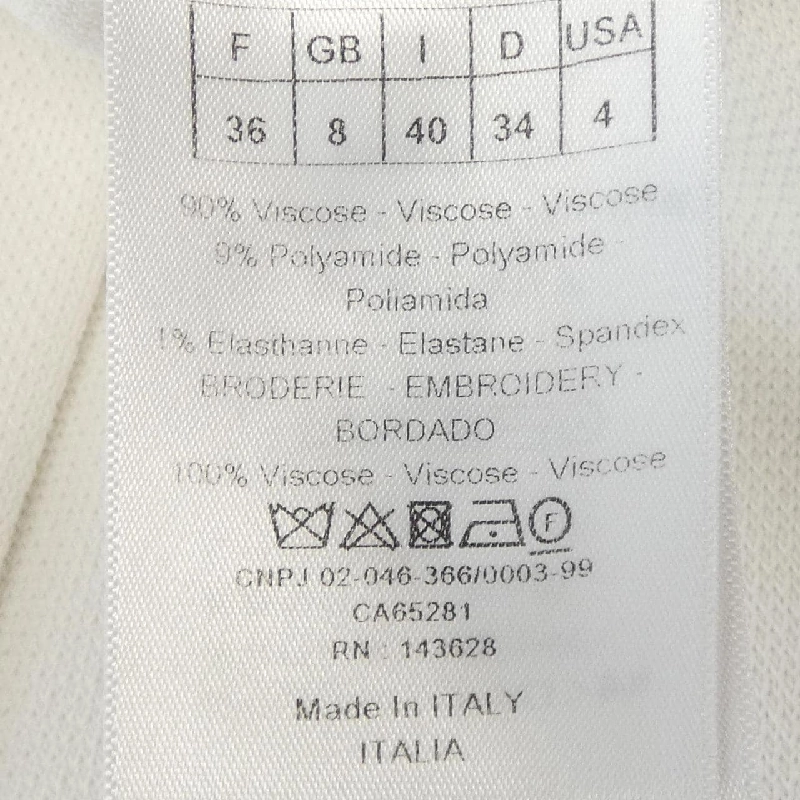 F GB I D USA
36 8 40 34 4
90% Viscose - Viscose - Viscose
9% Polyamide - Polyamide -
Poliamida
1% Elasthanne - Elastane - Spandex
BRODERIE - EMBROIDERY -
BORDADO
100% Viscose - Viscose - Viscose
F
CNPJ 02-046-366/0003-99
CA65281
RN : 143628
Made In ITALY
ITALIA